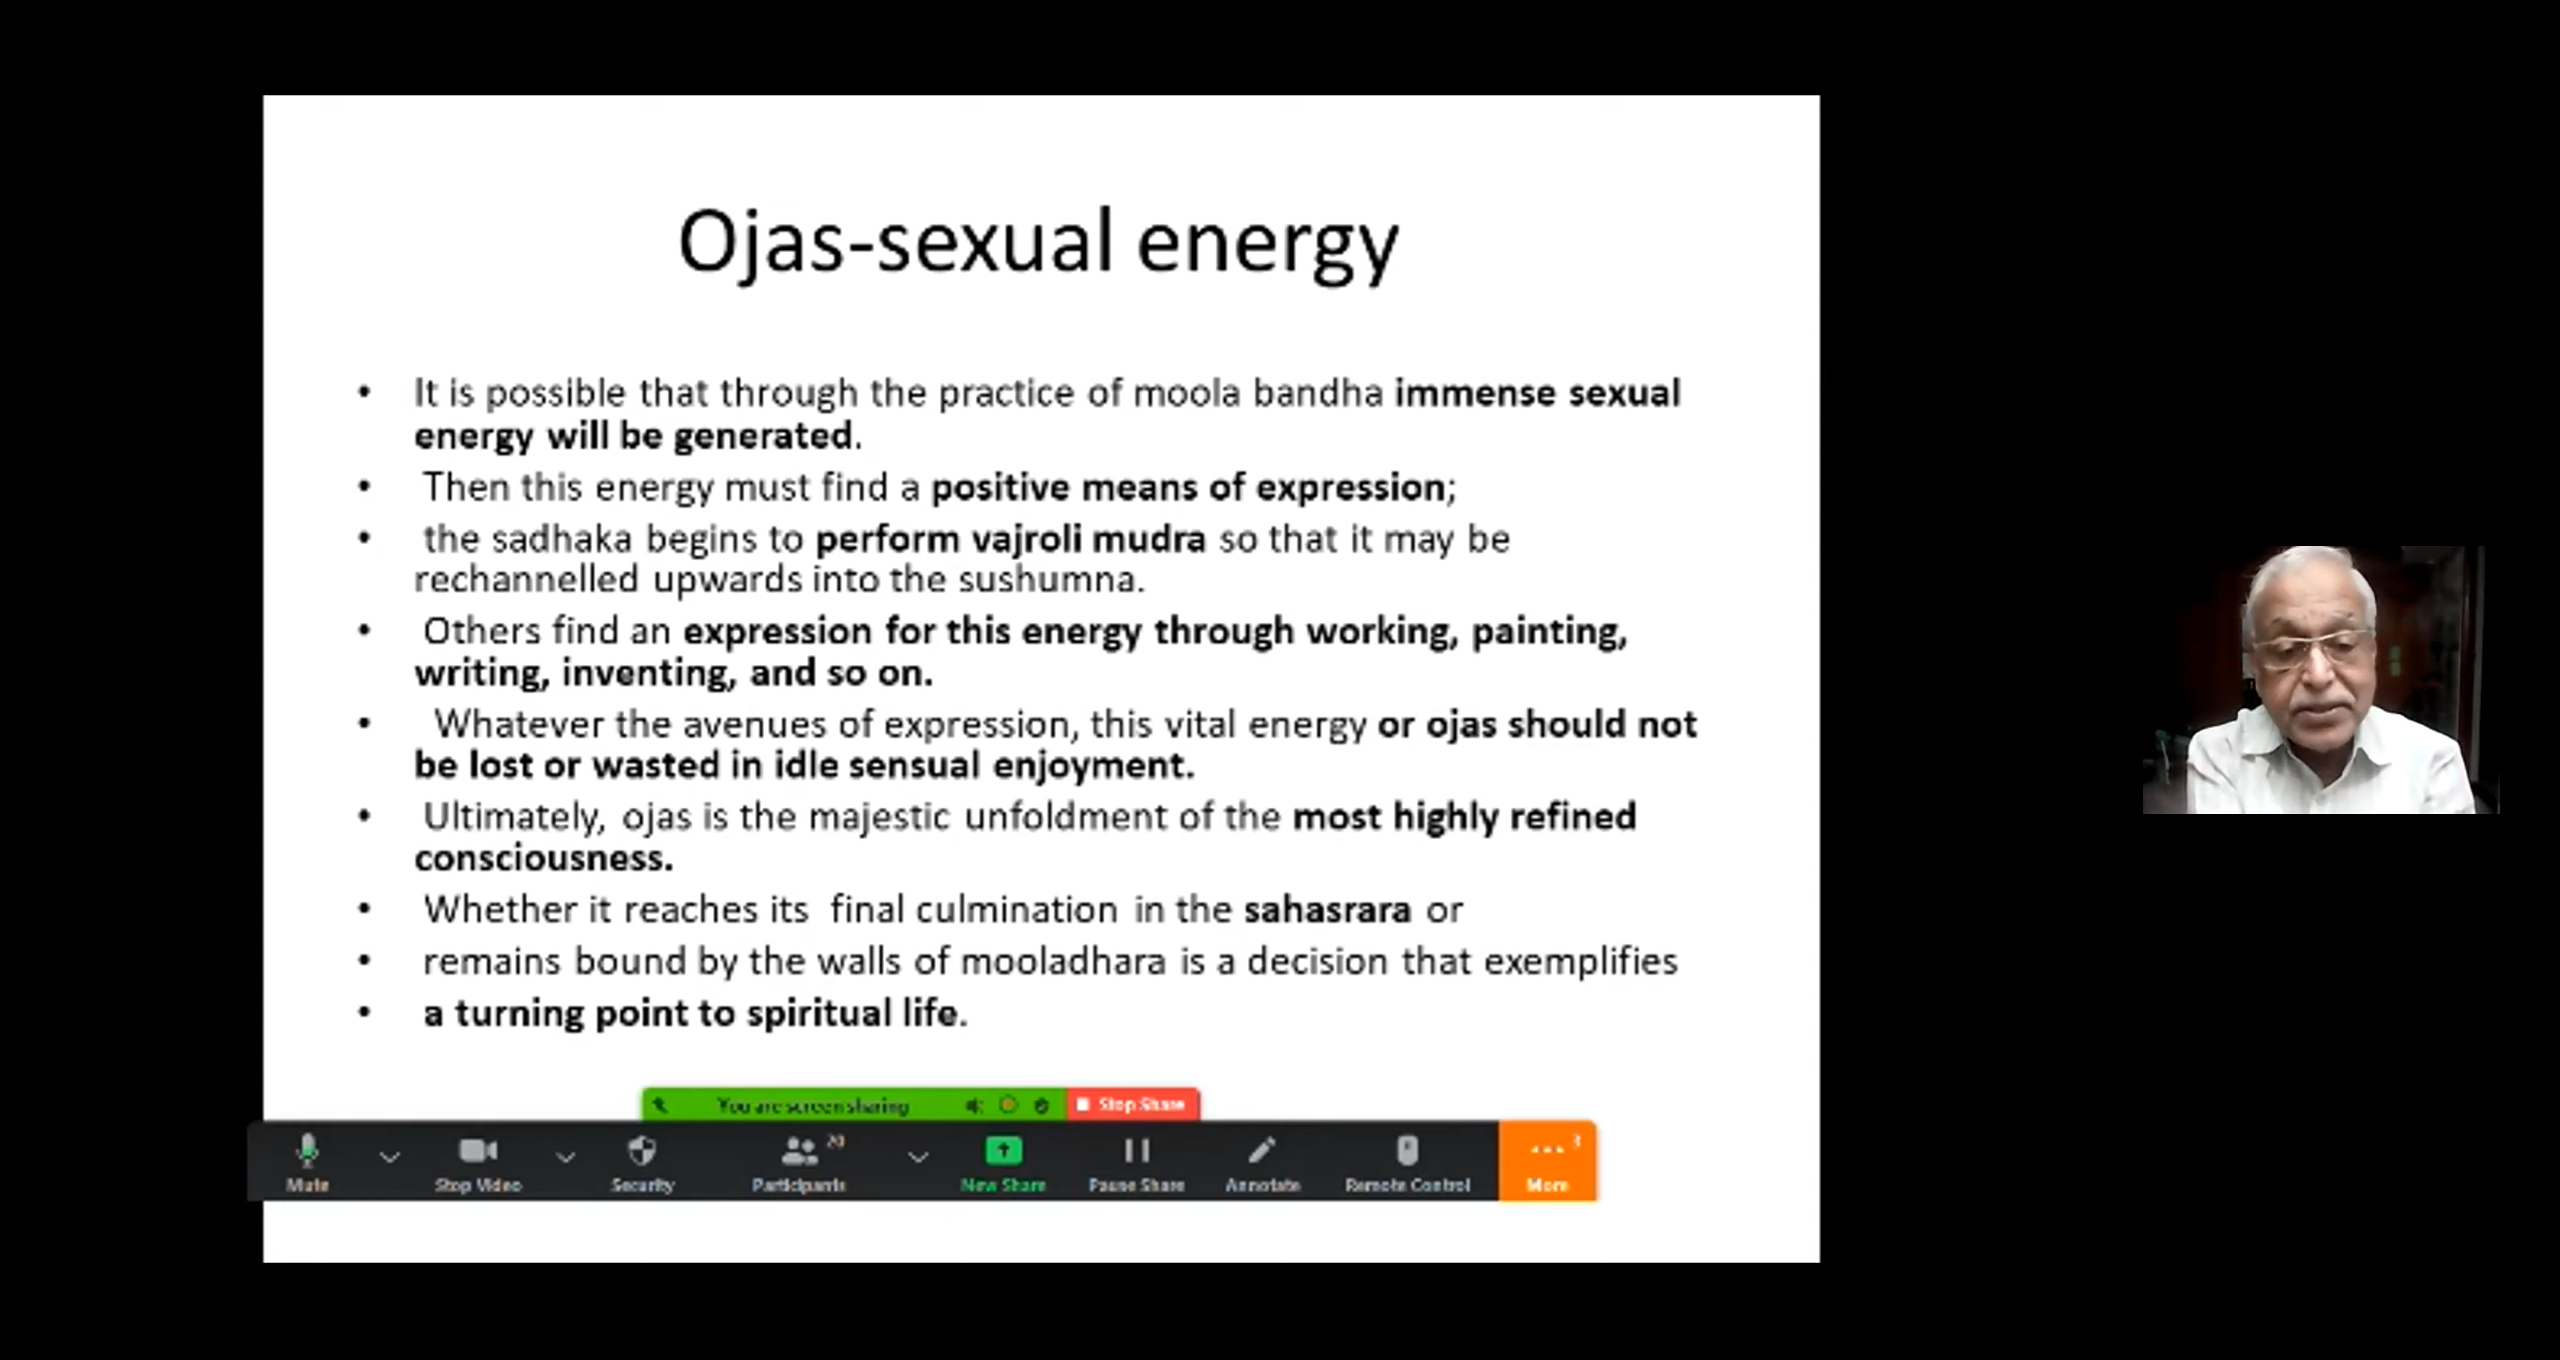 Ojas-sexual energy
• It is possible that through the practice of moola bandha immense sexual
energy will be generated.
• Then this energy must find a positive means of expression;
• the sadhaka begins to perform vajroli mudra so that it may be
rechannelled upwards into the sushumna.
• Others find an expression for this energy through working, painting,
writing, inventing, and so on.
• Whatever the avenues of expression, this vital energy or ojas should not
be lost or wasted in idle sensual enjoyment.
• Ultimately, ojas is the majestic unfoldment of the most highly refined
consciousness.
• Whether it reaches its final culmination in the sahasrara or
• remains bound by the walls of mooladhara is a decision that exemplifies
• a turning point to spiritual life.
You are screen sharing Stop Share
20 3
Mute Stop Video Security Participants New Share Pause Share Annotate Remote Control More